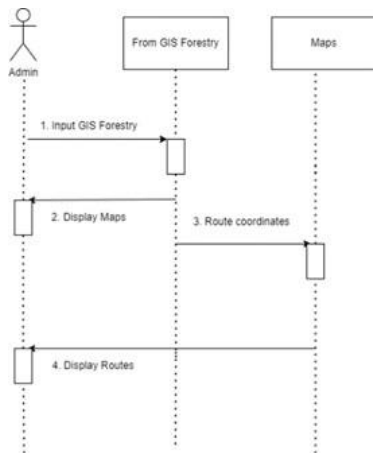 From GIS Forestry
Maps
Admin
1. Input GIS Forestry
2. Display Maps
3. Route coordinates
4. Display Routes